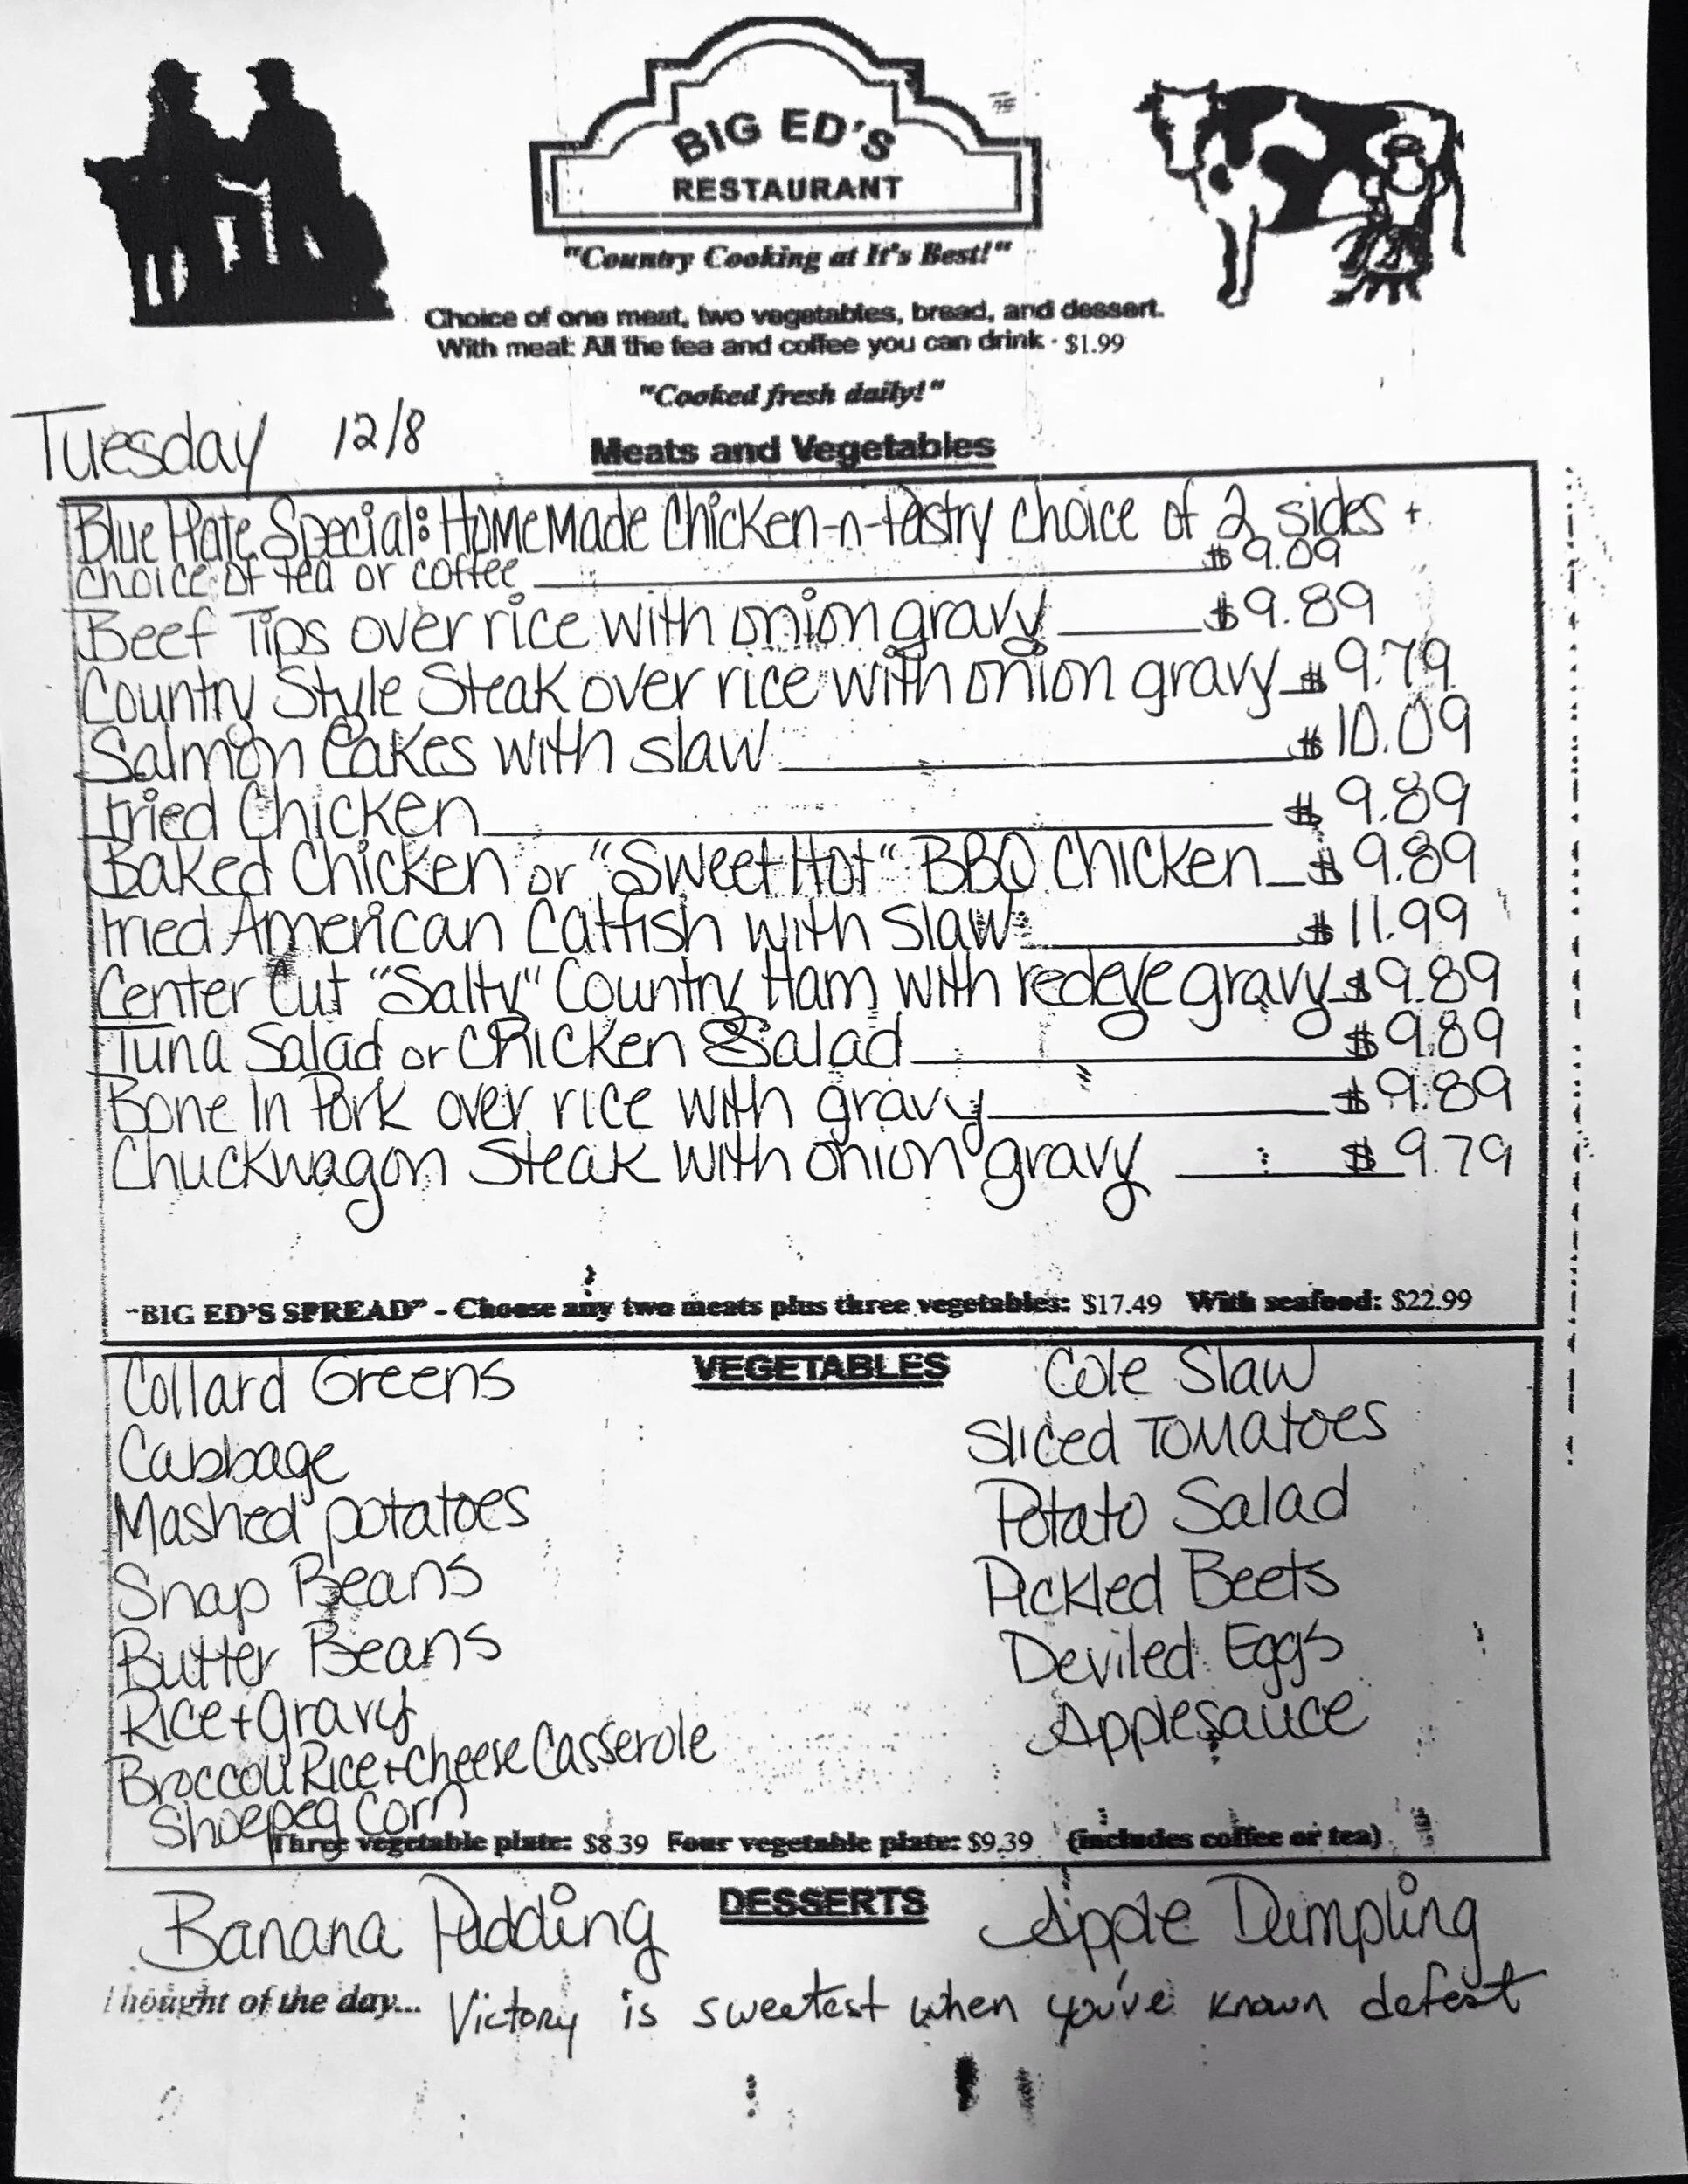 BIG ED'S
RESTAURANT
"Country Cooking at It's Best!"
Choice of one meat, two vegetables, bread, and dessert.
With meal: All the tea and coffee you can drink - $1.99
"Cooked fresh daily!"
Tuesday 12/8
Meats and Vegetables
Blue Plate Special: HomeMade Chicken-n-Pastry choice of 2 sides +
choice of tea or coffee $9.09
Beef Tips over rice with onion gravy $9.89
Country Style Steak over rice with onion gravy $9.79
Salmon Cakes with slaw $10.09
Fried Chicken $9.89
Baked Chicken or "Sweet Hot" BBQ Chicken $9.89
Fried American Catfish with Slaw $11.99
Center Cut "Salty" Country Ham with redeye gravy $9.89
Tuna Salad or Chicken Salad $9.89
Bone In Pork over rice with gravy $9.89
Chuckwagon Steak with onion gravy $9.79
"BIG ED'S SPREAD" - Choose any two meats plus three vegetables: $17.49 With seafood: $22.99
VEGETABLES
Collard Greens
Cabbage
Mashed potatoes
Snap Beans
Butter Beans
Rice + gravy
Broccoli Rice + Cheese Casserole
Shoepeg Corn
Cole Slaw
Sliced Tomatoes
Potato Salad
Pickled Beets
Deviled Eggs
Applesauce
Three vegetable plate: $8.39 Four vegetable plate: $9.39 (includes coffee or tea)
DESSERTS
Banana Pudding Apple Dumpling
Thought of the day... Victory is sweetest when you've known defeat